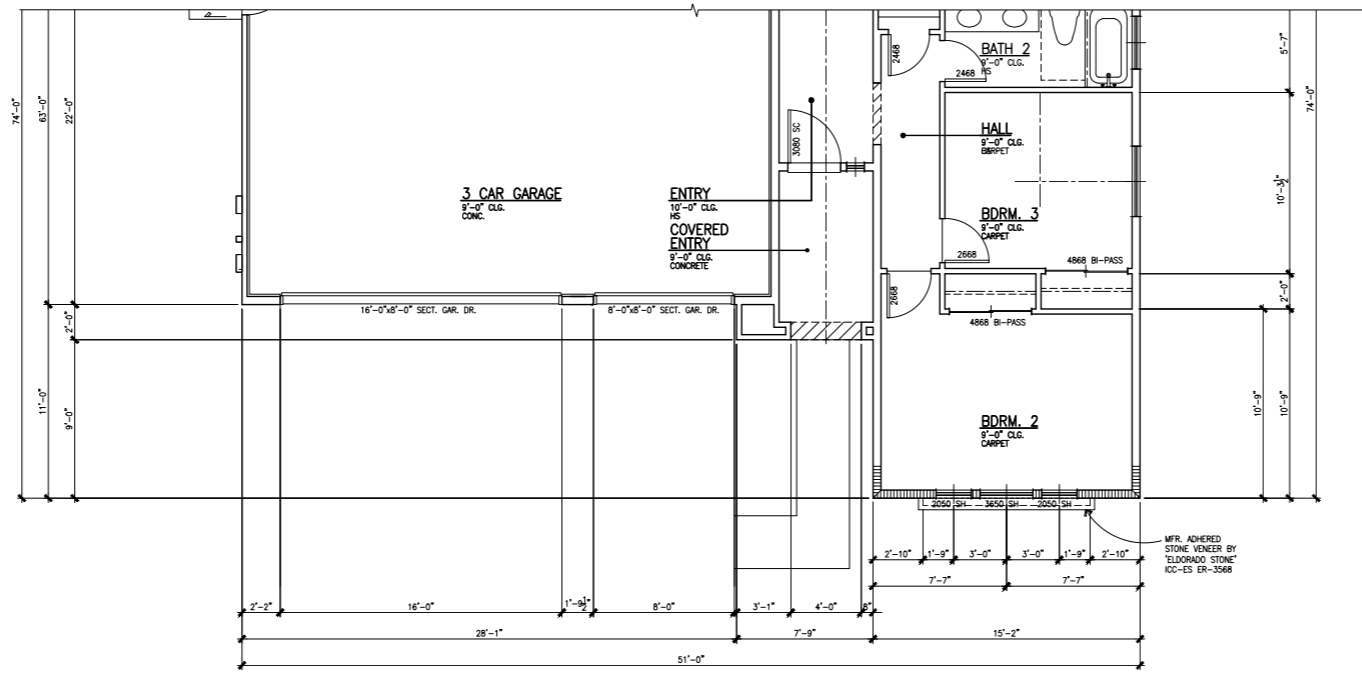 BATH 2
9'-0" CLG.
HS
2468
2468
5'-7"
74'-0"
63'-0"
22'-0"
74'-0"
3080 SC
HALL
9'-0" CLG.
CARPET
10'-3½"
3 CAR GARAGE
9'-0" CLG.
CONC.
ENTRY
10'-0" CLG.
HS
COVERED
ENTRY
9'-0" CLG.
CONCRETE
BDRM. 3
9'-0" CLG.
CARPET
2668
4868 BI-PASS
2668
2'-0"
16'-0"x8'-0" SECT. GAR. DR.
8'-0"x8'-0" SECT. GAR. DR.
4868 BI-PASS
2'-0"
11'-0"
9'-0"
10'-9"
10'-9"
BDRM. 2
9'-0" CLG.
CARPET
2050 SH
3650 SH
2050 SH
MFR. ADHERED
STONE VENEER BY
'ELDORADO STONE'
ICC-ES ER-3568
2'-10"
1'-9"
3'-0"
3'-0"
1'-9"
2'-10"
7'-7"
7'-7"
2'-2"
16'-0"
1'-9½"
8'-0"
3'-1"
4'-0"
8"
28'-1"
7'-9"
15'-2"
51'-0"